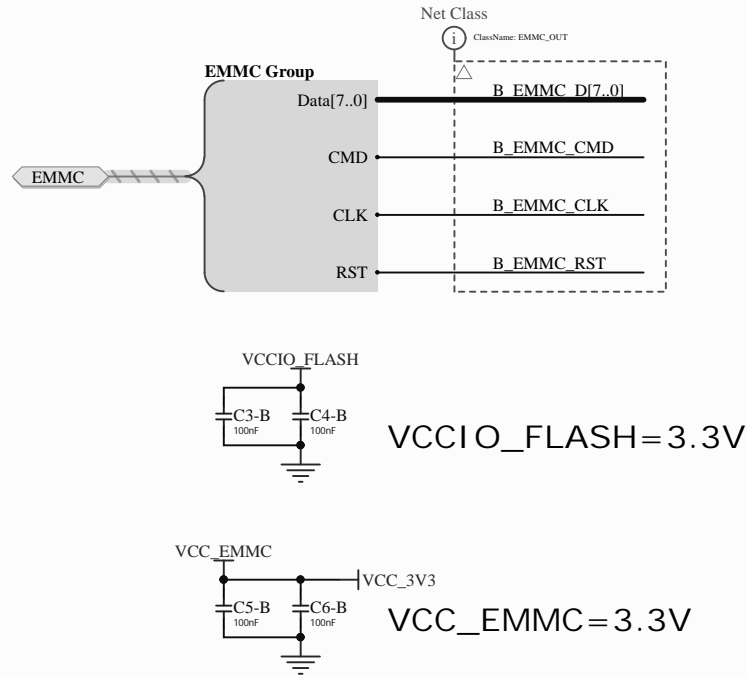 Net Class
i
ClassName: EMMC_OUT
EMMC Group
Data[7..0]
B_EMMC_D[7..0]
CMD
B_EMMC_CMD
EMMC
CLK
B_EMMC_CLK
RST
B_EMMC_RST
VCCIO_FLASH
C3-B
100nF
C4-B
100nF
VCCIO_FLASH=3.3V
VCC_EMMC
VCC_3V3
C5-B
100nF
C6-B
100nF
VCC_EMMC=3.3V